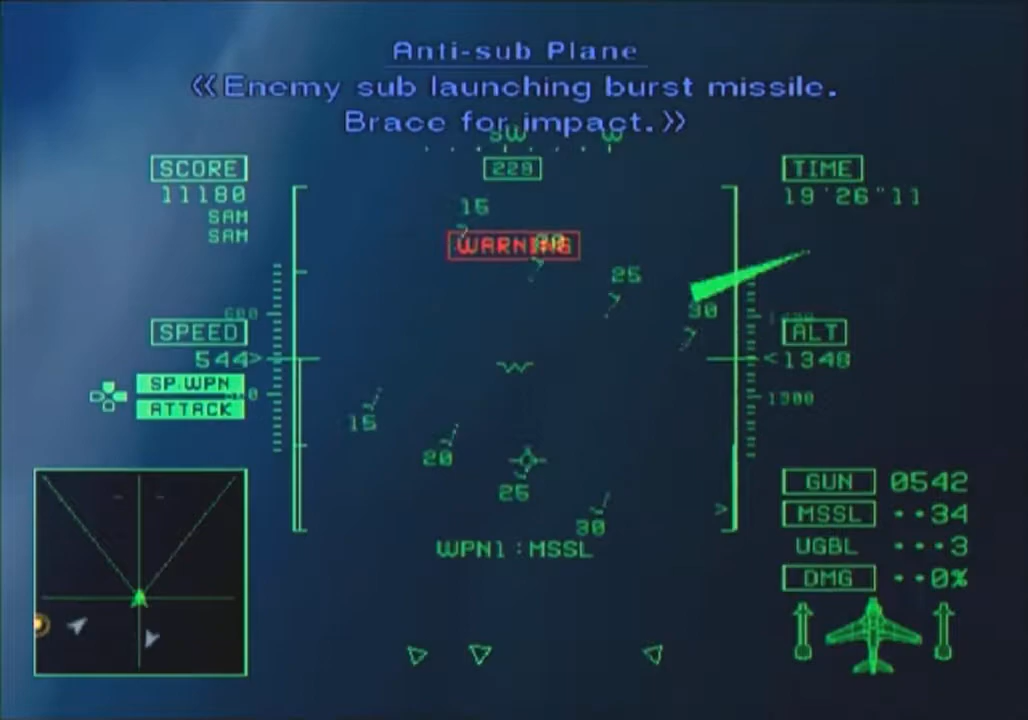 Anti-sub Plane
<<Enemy sub launching burst missile.
Brace for impact.>>
SW W
228
SCORE
11180
SAM
SAM
TIME
19'26"11
15
WARNING
25
30
600
SPEED
544>
SP.WPN
ATTACK
ALT
<1348
1300
15
20
25
30
>
WPN1:MSSL
GUN 0542
MSSL 34
UGBL 3
DMG 0%